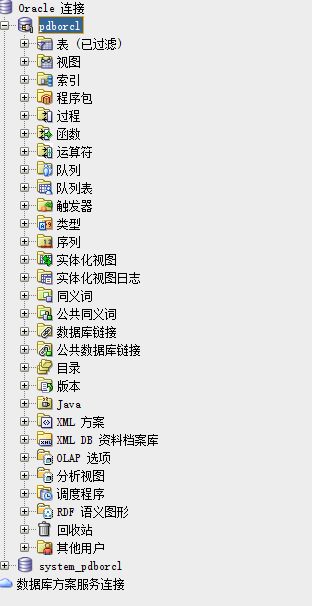 Oracle 连接
pdborcl
表 (已过滤)
视图
索引
程序包
过程
函数
运算符
队列
队列表
触发器
类型
序列
实体化视图
实体化视图日志
同义词
公共同义词
数据库链接
公共数据库链接
目录
版本
Java
XML 方案
XML DB 资料档案库
OLAP 选项
分析视图
调度程序
RDF 语义图形
回收站
其他用户
system_pdborcl
数据库方案服务连接